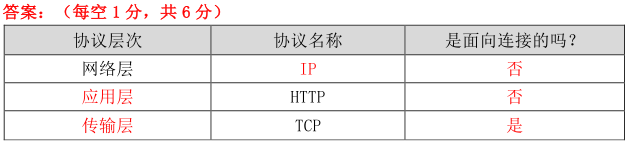 答案：（每空1分，共6分）
协议层次 协议名称 是面向连接的吗？
网络层 IP 否
应用层 HTTP 否
传输层 TCP 是